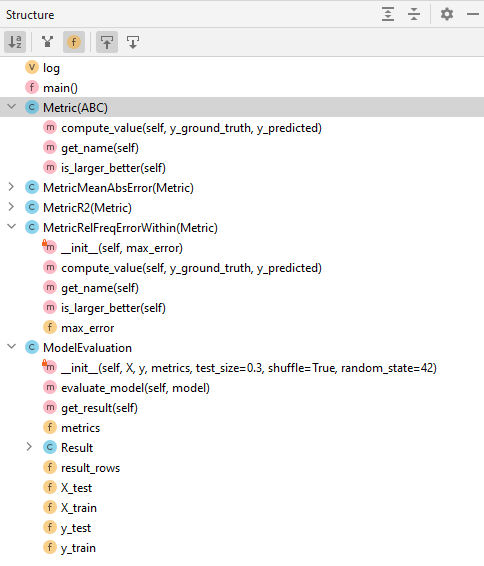 Structure
V log
f main()
C Metric(ABC)
m compute_value(self, y_ground_truth, y_predicted)
m get_name(self)
m is_larger_better(self)
C MetricMeanAbsError(Metric)
C MetricR2(Metric)
C MetricRelFreqErrorWithin(Metric)
m __init__(self, max_error)
m compute_value(self, y_ground_truth, y_predicted)
m get_name(self)
m is_larger_better(self)
f max_error
C ModelEvaluation
m __init__(self, X, y, metrics, test_size=0.3, shuffle=True, random_state=42)
m evaluate_model(self, model)
m get_result(self)
f metrics
C Result
f result_rows
f X_test
f X_train
f y_test
f y_train